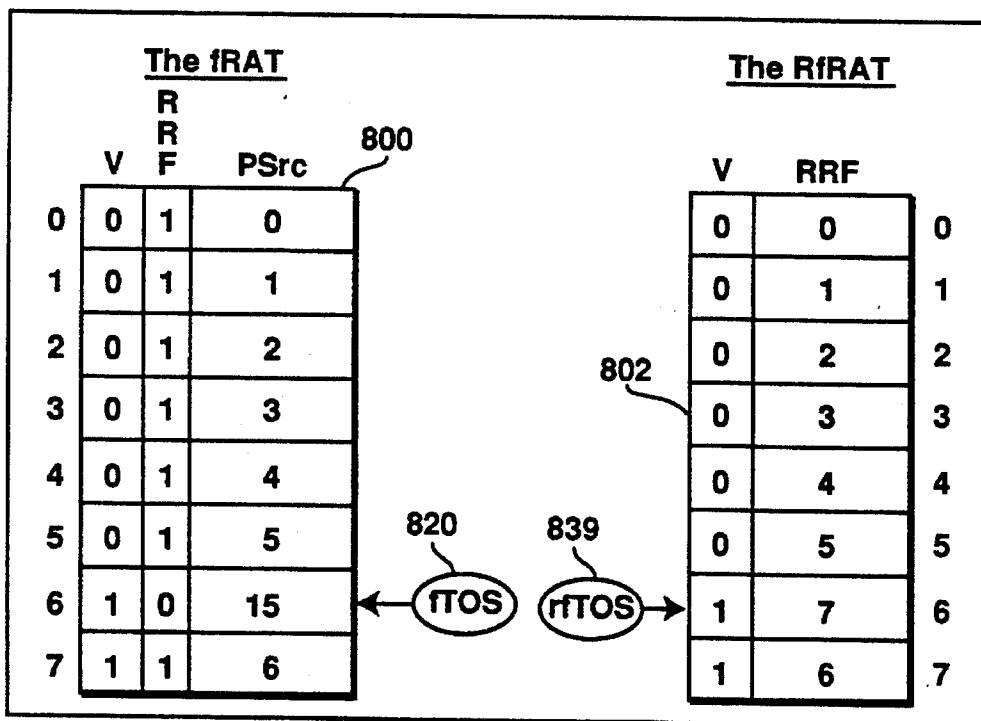 The fRAT
The RfRAT
V RRF PSrc 800
V RRF
0 0 1 0
1 0 1 1
2 0 1 2
3 0 1 3
4 0 1 4
5 0 1 5
6 1 0 15
7 1 1 6
820 fTOS
839 rfTOS
802
0 0 0
0 1 1
0 2 2
0 3 3
0 4 4
0 5 5
1 7 6
1 6 7